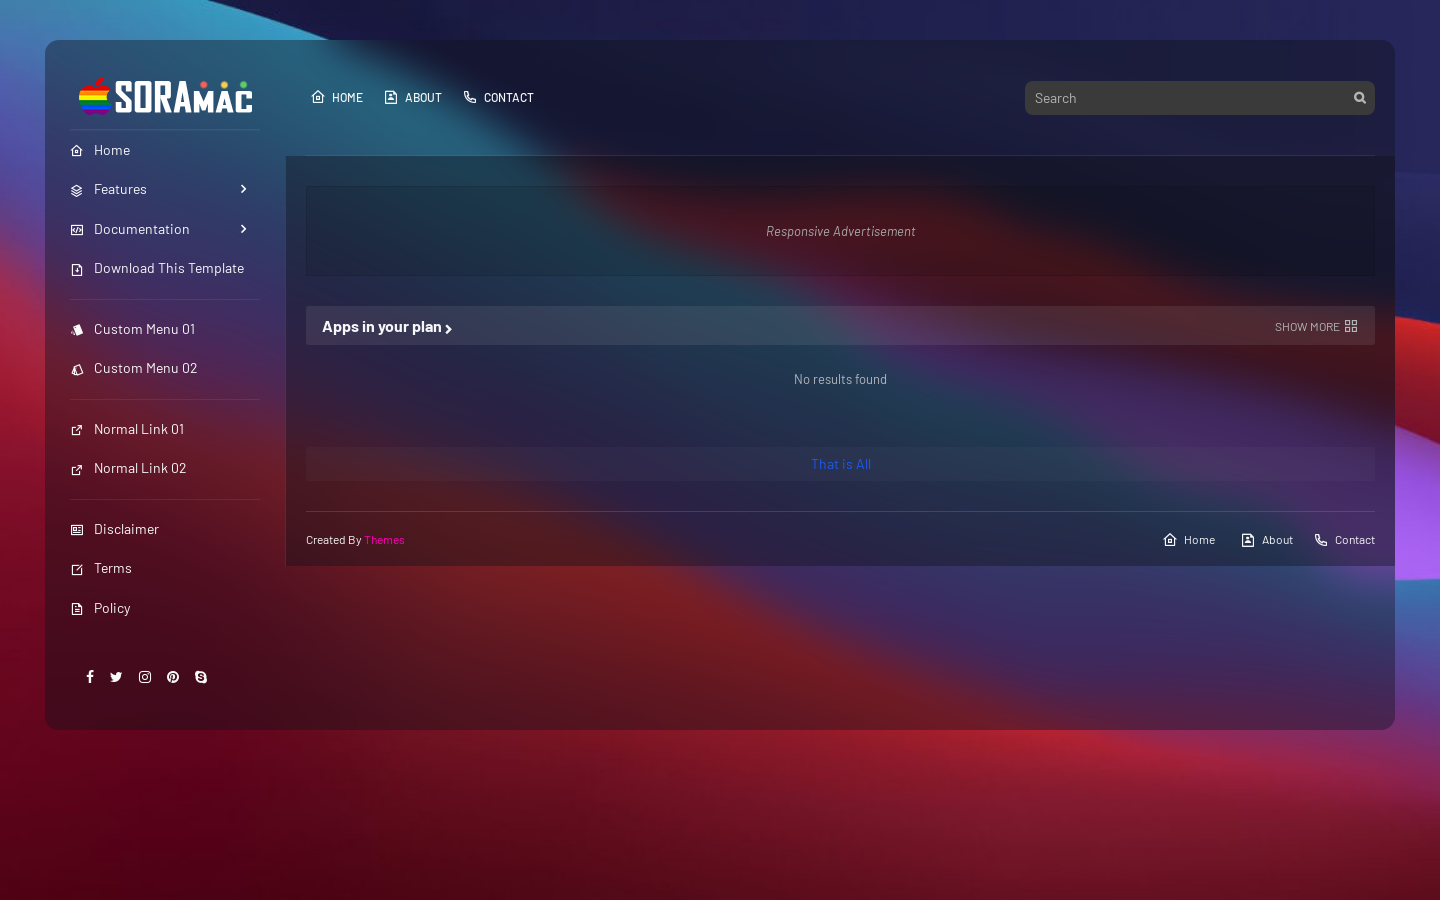 SORAMAC
HOME
ABOUT
CONTACT
Search
Home
Features
Documentation
Download This Template
Custom Menu 01
Custom Menu 02
Normal Link 01
Normal Link 02
Disclaimer
Terms
Policy
Responsive Advertisement
Apps in your plan
SHOW MORE
No results found
That is All
Created By Themes
Home
About
Contact